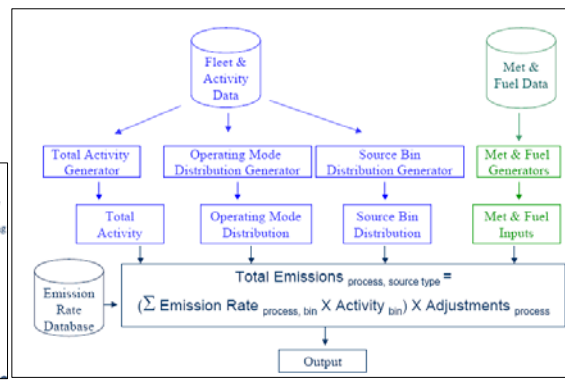 Fleet &
Activity
Data
Met &
Fuel Data
Total Activity
Generator
Operating Mode
Distribution Generator
Source Bin
Distribution Generator
Met & Fuel
Generators
Total
Activity
Operating Mode
Distribution
Source Bin
Distribution
Met & Fuel
Inputs
Emission
Rate
Database
Total Emissions process, source type =
(∑ Emission Rate process, bin X Activity bin) X Adjustments process
Output